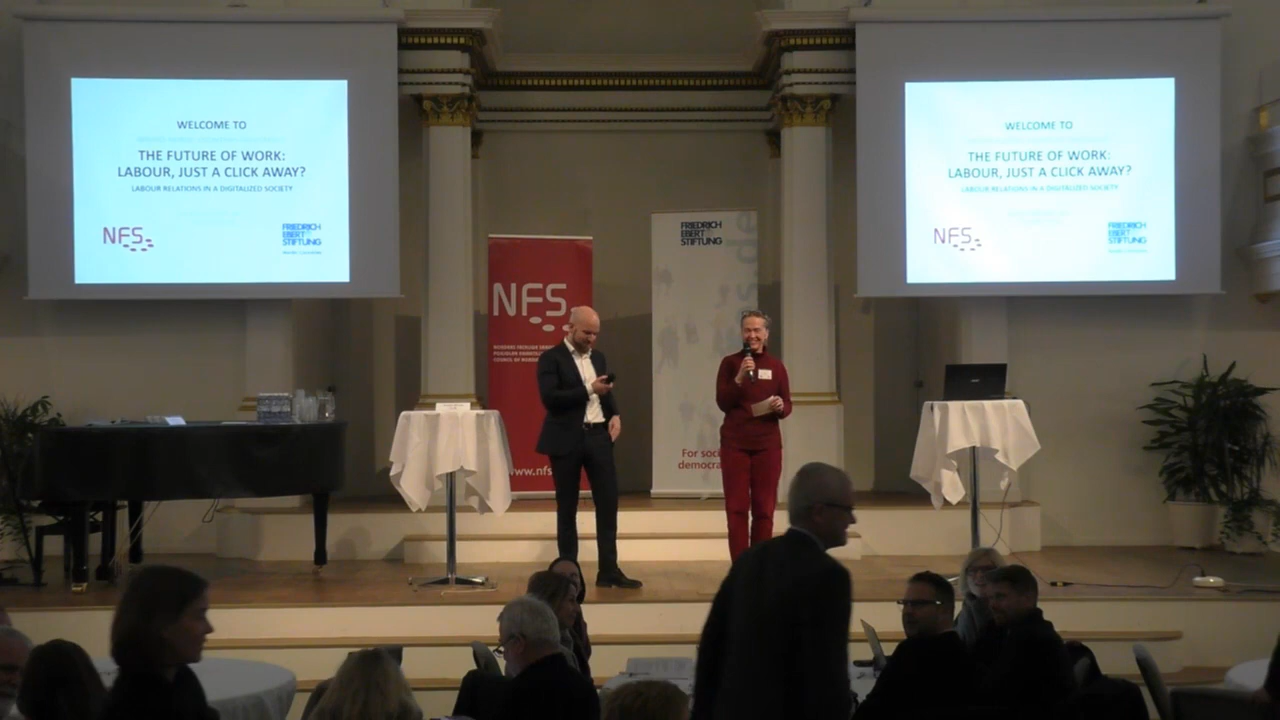 WELCOME TO
THE FUTURE OF WORK:
LABOUR, JUST A CLICK AWAY?
LABOUR RELATIONS IN A DIGITALIZED SOCIETY
NFS
FRIEDRICH
EBERT
STIFTUNG
WELCOME TO
THE FUTURE OF WORK:
LABOUR, JUST A CLICK AWAY?
LABOUR RELATIONS IN A DIGITALIZED SOCIETY
NFS
FRIEDRICH
EBERT
STIFTUNG
NFS
www.nfs
FRIEDRICH
EBERT
STIFTUNG
For soci
democra